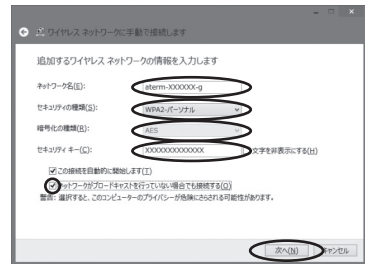 ワイヤレス ネットワークに手動で接続します
追加するワイヤレス ネットワークの情報を入力します
ネットワーク名(E): aterm-XXXXXX-g
セキュリティの種類(S): WPA2-パーソナル
暗号化の種類(R): AES
セキュリティ キー(C): XXXXXXXXXXXXX 文字を非表示にする(H)
この接続を自動的に開始します(T)
ネットワークがブロードキャストを行っていない場合でも接続する(O)
警告: 選択すると、このコンピューターのプライバシーが危険にさらされる可能性があります。
次へ(N) キャンセル